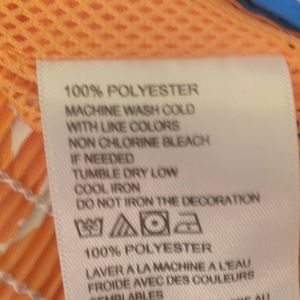 100% POLYESTER
MACHINE WASH COLD
WITH LIKE COLORS
NON CHLORINE BLEACH
IF NEEDED
TUMBLE DRY LOW
COOL IRON
DO NOT IRON THE DECORATION
100% POLYESTER
LAVER A LA MACHINE A L'EAU
FROIDE AVEC DES COULEURS
SEMBLABLES